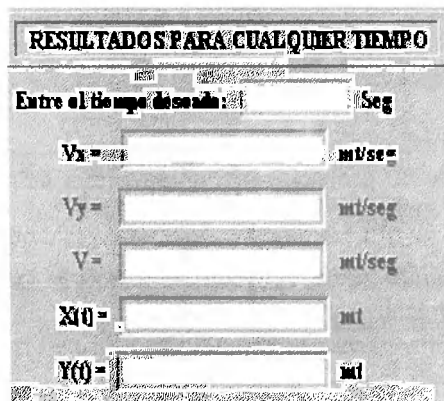 RESULTADOS PARA CUALQUIER TIEMPO
Entre el tiempo deseado: Seg
Vx = mt/seg
Vy = mt/seg
V = mt/seg
X(t) = mt
Y(t) = mt